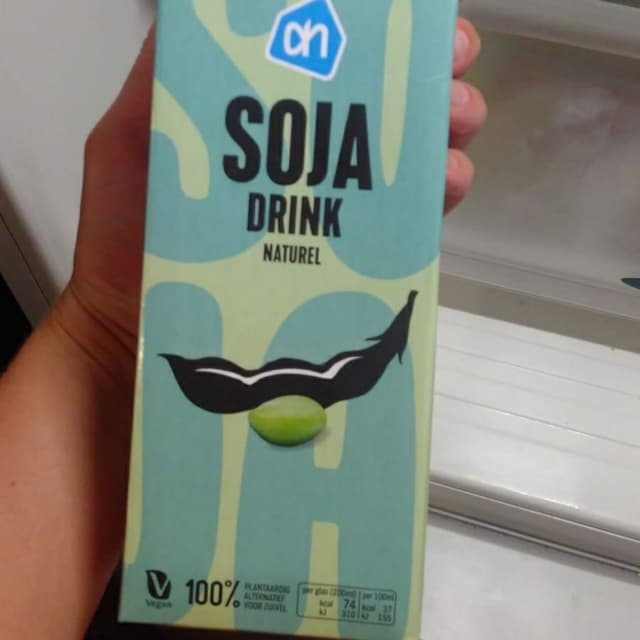 ah
SOJA
DRINK
NATUREL
Vegan
100%
PLANTAARDIG
ALTERNATIEF
VOOR ZUIVEL
per glas (200ml) per 100ml
kcal 74 kcal 37
kJ 310 kJ 155